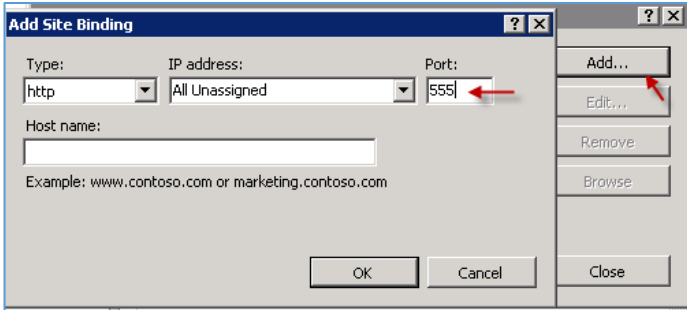 Add Site Binding
Type: IP address: Port:
http All Unassigned 555
Host name:
Example: www.contoso.com or marketing.contoso.com
OK Cancel
Add...
Edit...
Remove
Browse
Close